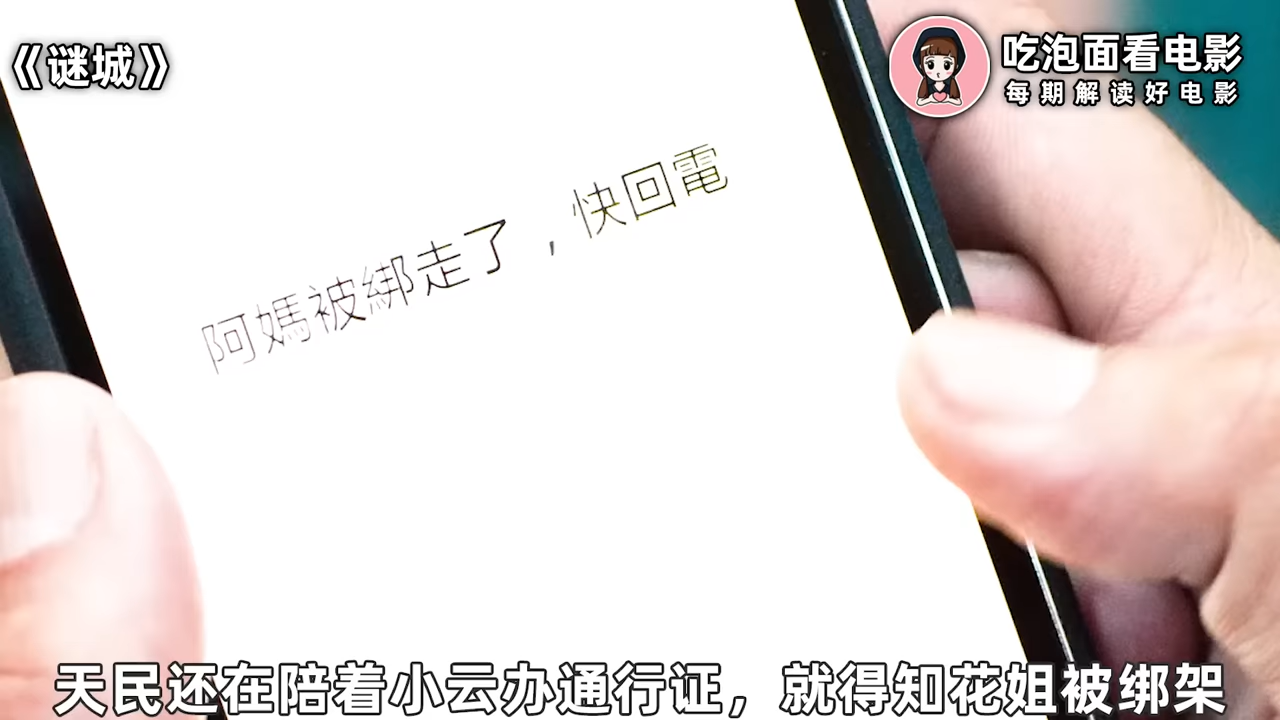 《谜城》
吃泡面看电影
每期解读好电影
阿媽被綁走了，快回電
天民还在陪着小云办通行证，就得知花姐被绑架